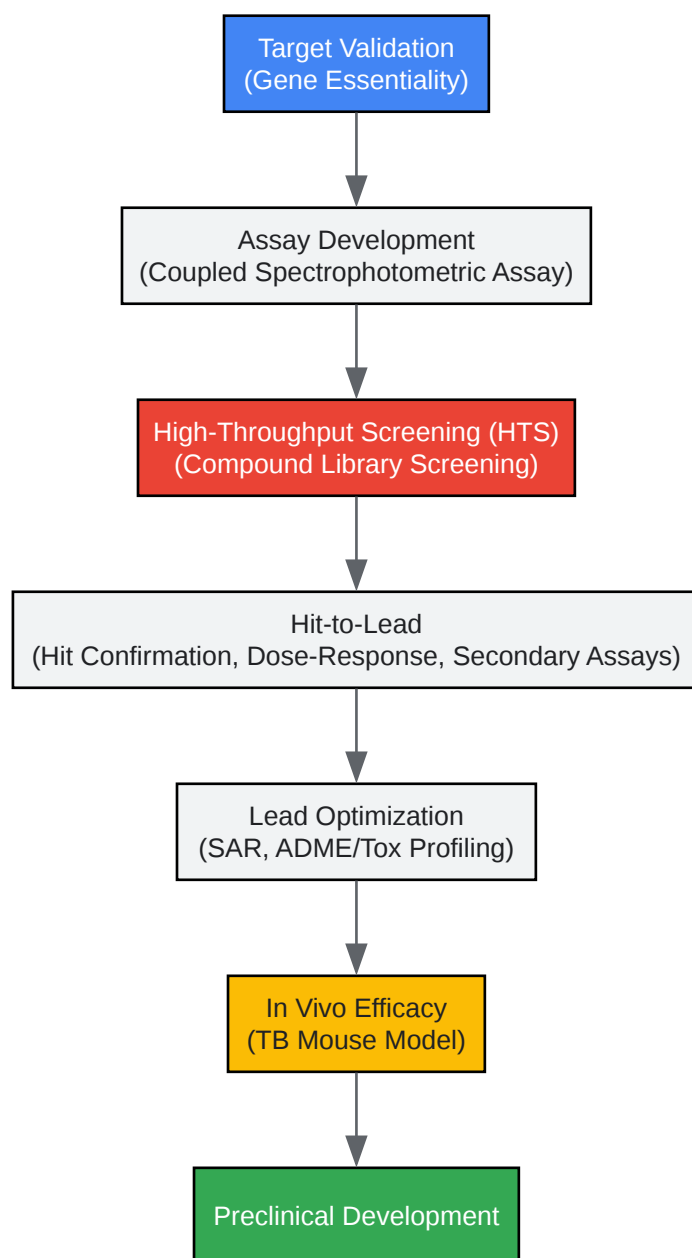 Target Validation
(Gene Essentiality)
Assay Development
(Coupled Spectrophotometric Assay)
High-Throughput Screening (HTS)
(Compound Library Screening)
Hit-to-Lead
(Hit Confirmation, Dose-Response, Secondary Assays)
Lead Optimization
(SAR, ADME/Tox Profiling)
In Vivo Efficacy
(TB Mouse Model)
Preclinical Development